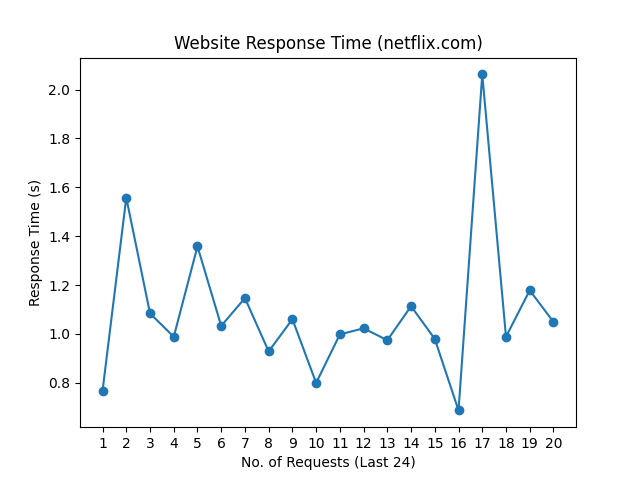 Website Response Time (netflix.com)
2.0
1.8
1.6
1.4
1.2
1.0
0.8
Response Time (s)
1 2 3 4 5 6 7 8 9 10 11 12 13 14 15 16 17 18 19 20
No. of Requests (Last 24)